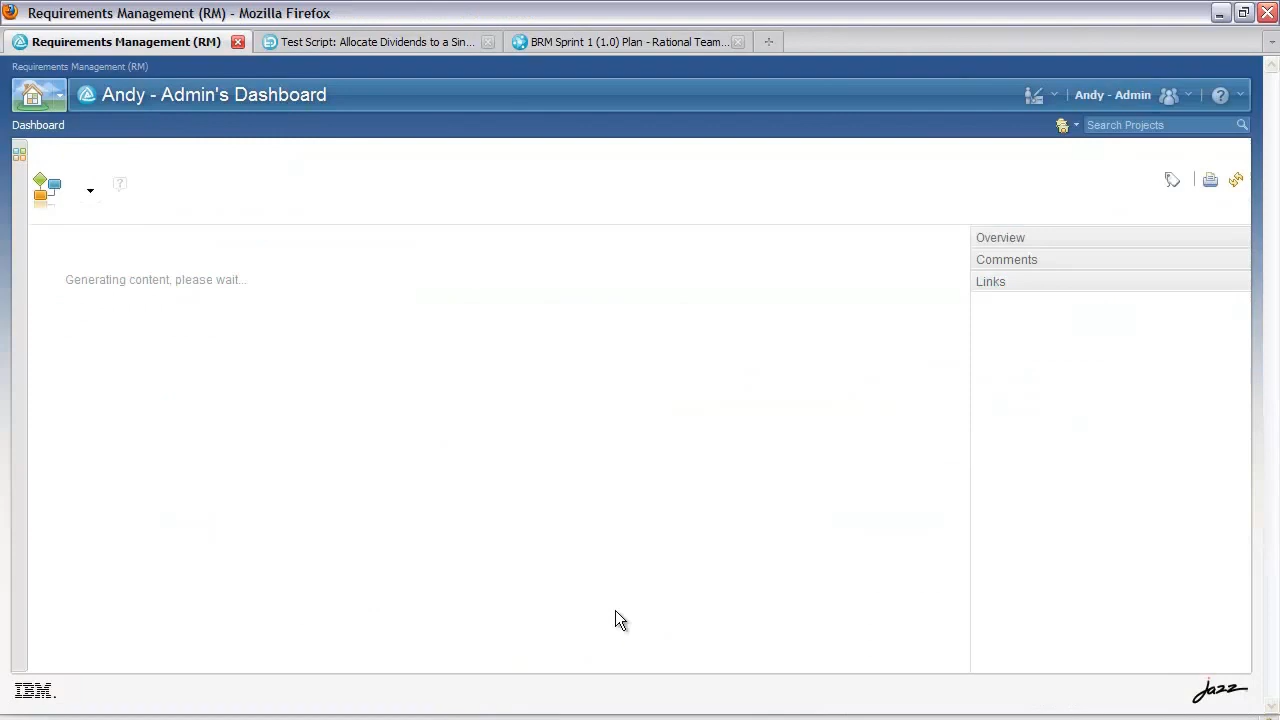 Requirements Management (RM) - Mozilla Firefox
Requirements Management (RM)
Test Script: Allocate Dividends to a Sin...
BRM Sprint 1 (1.0) Plan - Rational Team...
Requirements Management (RM)
Andy - Admin's Dashboard
Andy - Admin
Dashboard
Search Projects
Overview
Generating content, please wait...
Comments
Links
IBM.
Jazz